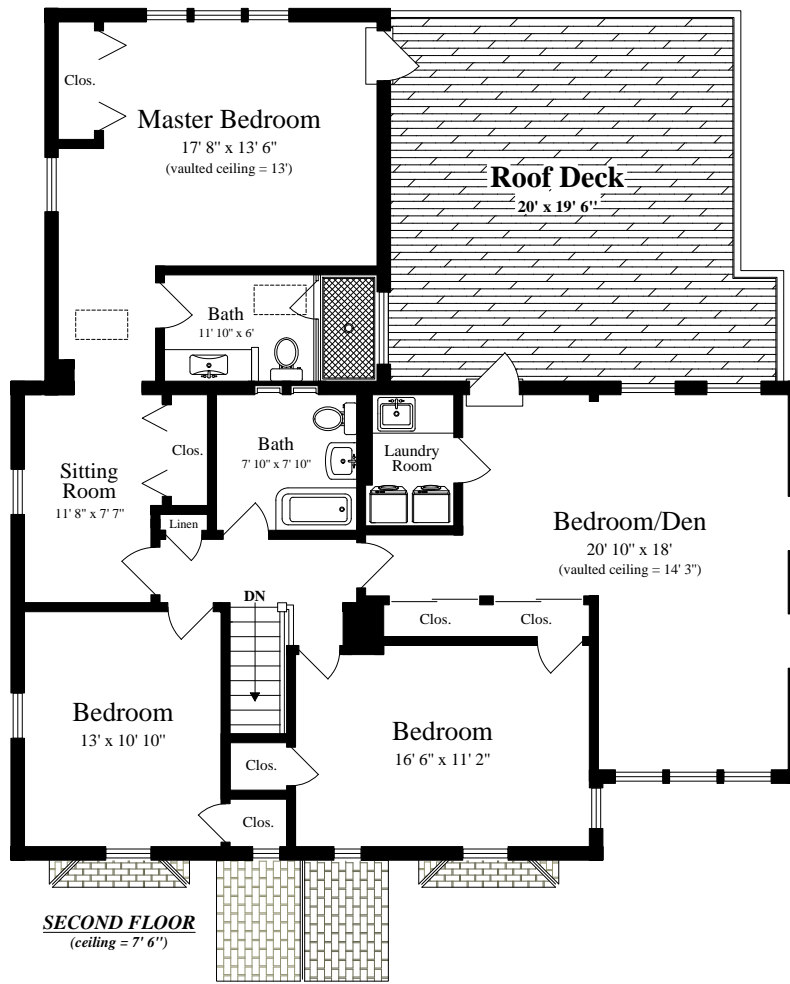 Clos.
Master Bedroom
17' 8" x 13' 6"
(vaulted ceiling = 13')
Roof Deck
20' x 19' 6"
Bath
11' 10" x 6'
Clos.
Bath
7' 10" x 7' 10"
Laundry
Room
Sitting
Room
11' 8" x 7' 7"
Linen
Bedroom/Den
20' 10" x 18'
(vaulted ceiling = 14' 3")
DN
Clos.
Clos.
Bedroom
13' x 10' 10"
Bedroom
16' 6" x 11' 2"
Clos.
Clos.
SECOND FLOOR
(ceiling = 7' 6")